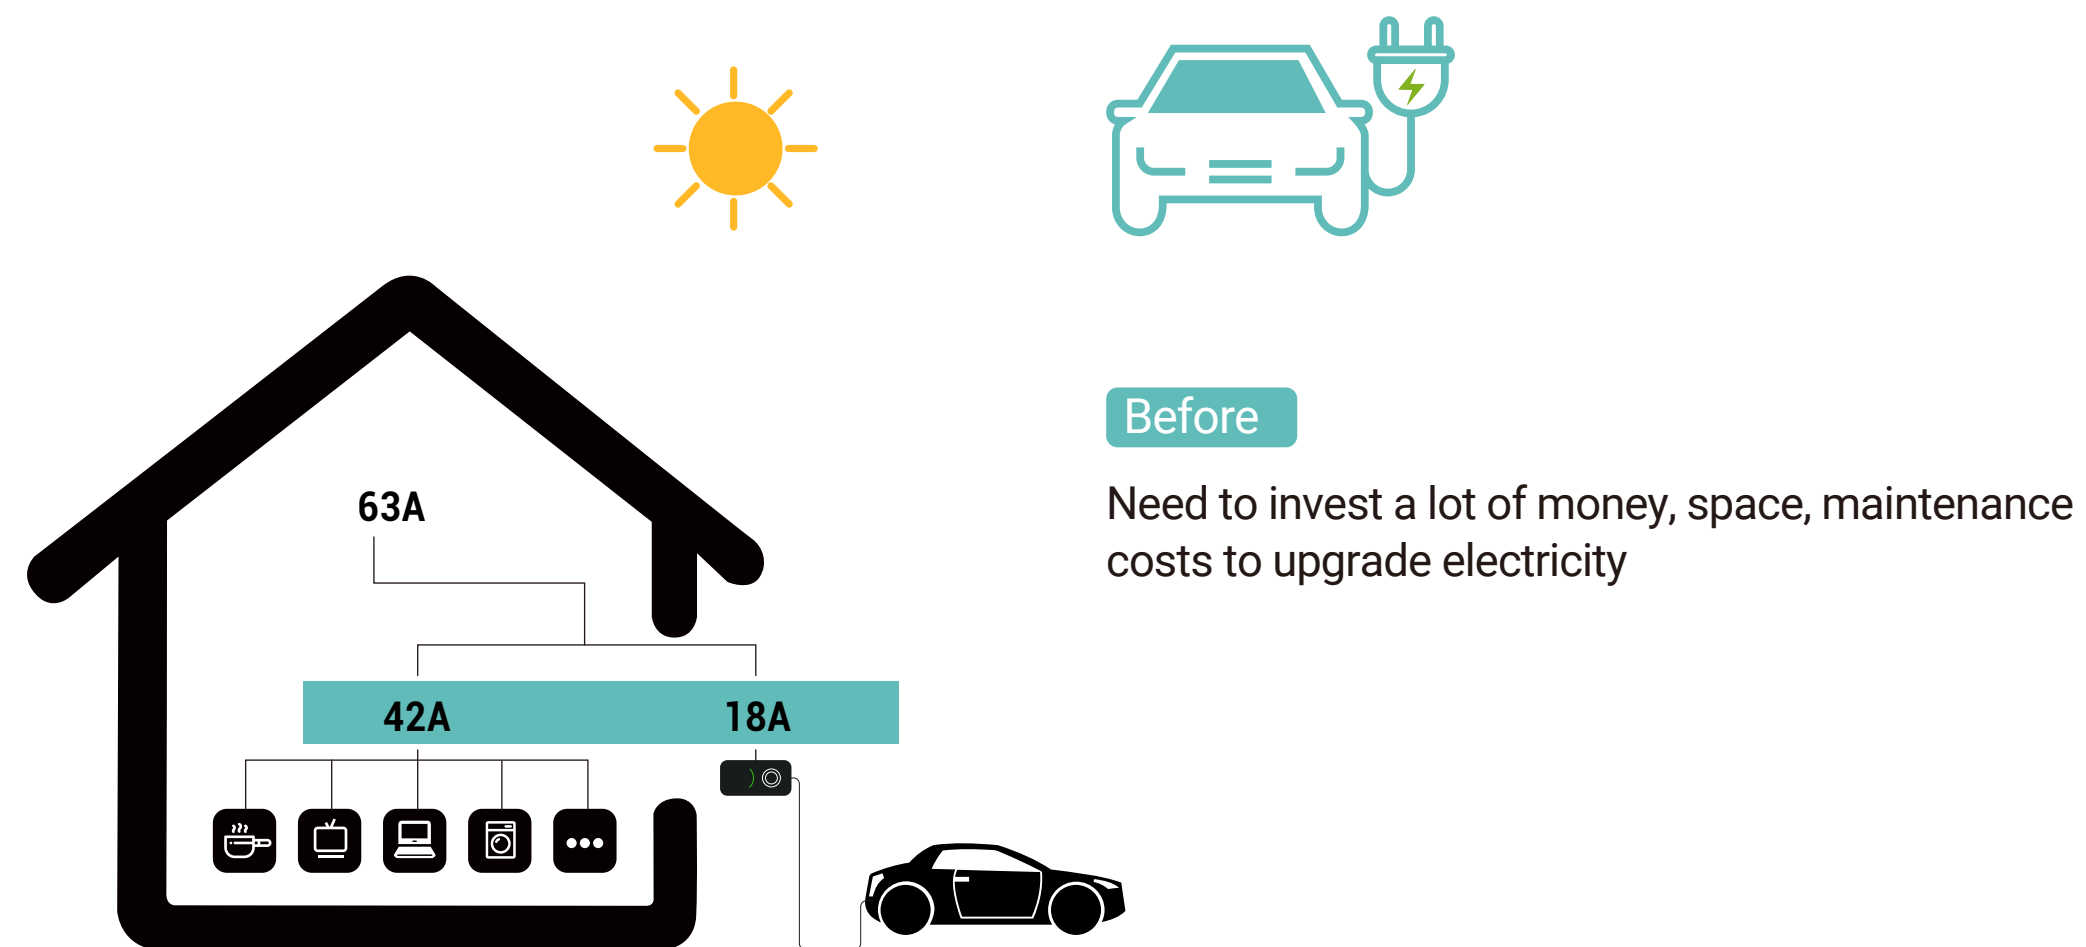 Before
Need to invest a lot of money, space, maintenance
costs to upgrade electricity
63A
42A
18A